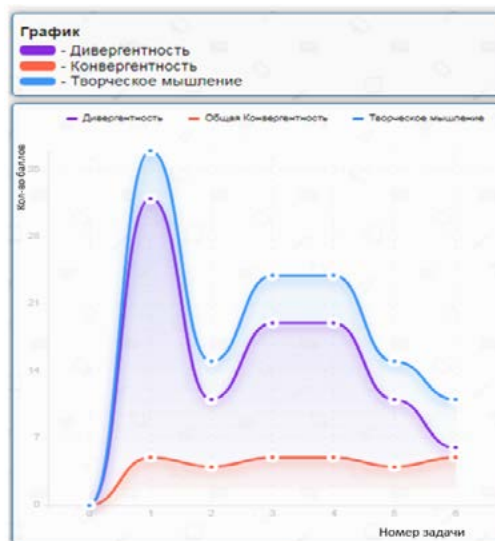 График
- Дивергентность
- Конвергентность
- Творческое мышление
Дивергентность Общая Конвергентность Творческое мышление
Кол-во баллов
35
28
21
14
7
0
0 1 2 3 4 5 6
Номер задачи